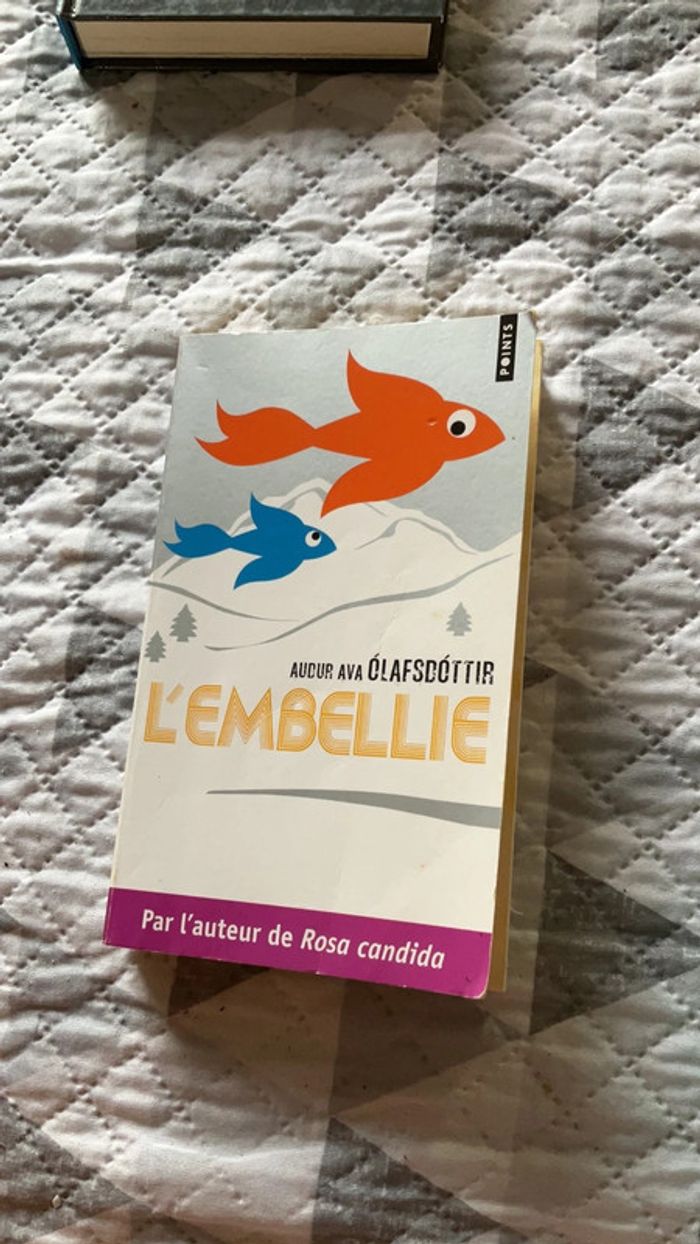 POINTS
AUDUR AVA ÓLAFSDÓTTIR
L'EMBELLIE
Par l'auteur de Rosa candida